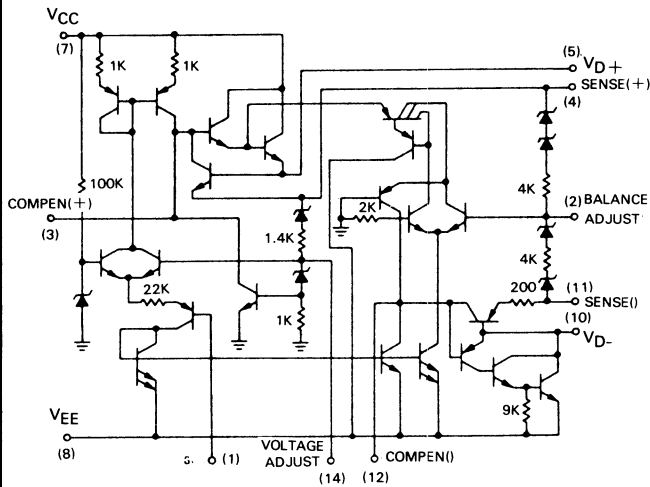 VCC
(7)
1K
1K
(5)
VD+
SENSE(+)
(4)
100K
COMPEN(+)
(3)
2K
4K
(2) BALANCE
ADJUST
1.4K
4K
22K
1K
200
(11)
SENSE()
(10)
VD-
9K
VEE
(8)
(1)
VOLTAGE
ADJUST
(14)
COMPEN()
(12)